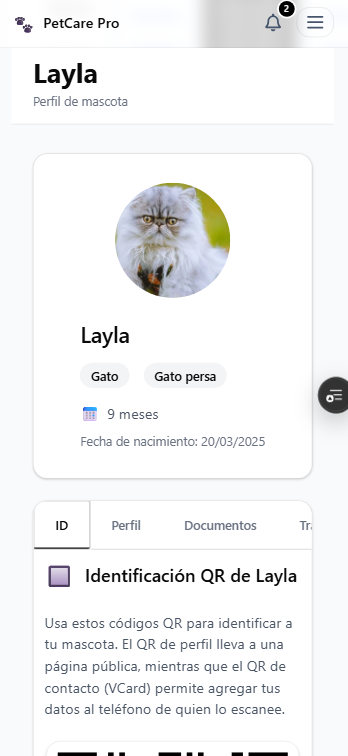 PetCare Pro
2
Layla
Perfil de mascota
Layla
Gato
Gato persa
9 meses
Fecha de nacimiento: 20/03/2025
ID
Perfil
Documentos
Identificación QR de Layla
Usa estos códigos QR para identificar a
tu mascota. El QR de perfil lleva a una
página pública, mientras que el QR de
contacto (VCard) permite agregar tus
datos al teléfono de quien lo escanee.